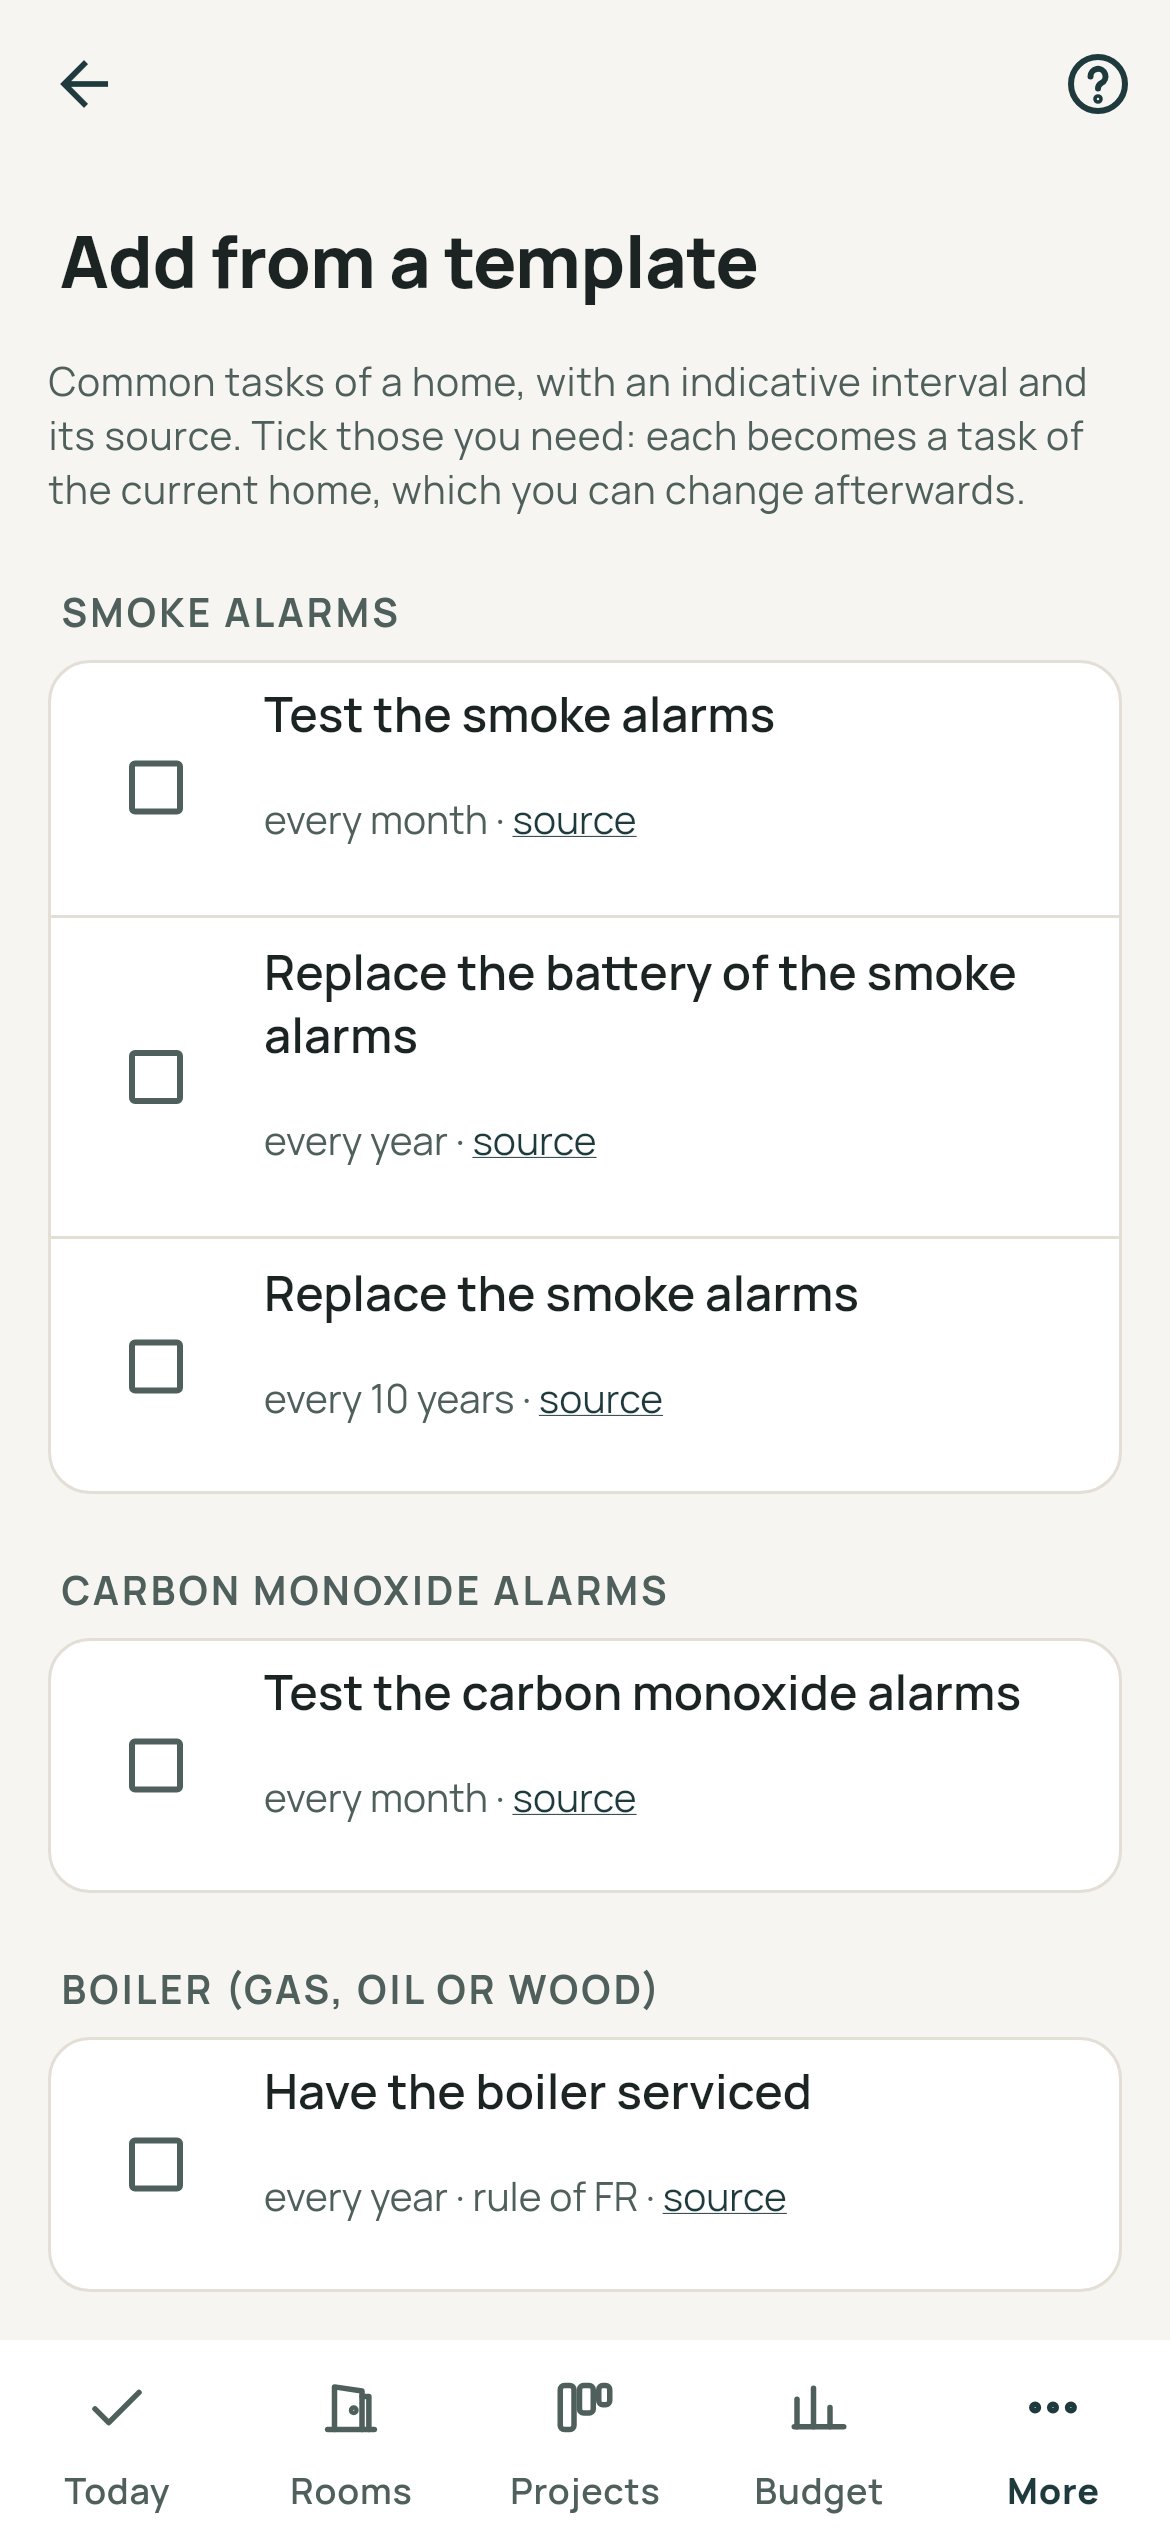 Add from a template
Common tasks of a home, with an indicative interval and
its source. Tick those you need: each becomes a task of
the current home, which you can change afterwards.
SMOKE ALARMS
Test the smoke alarms
every month · source
Replace the battery of the smoke
alarms
every year · source
Replace the smoke alarms
every 10 years · source
CARBON MONOXIDE ALARMS
Test the carbon monoxide alarms
every month · source
BOILER (GAS, OIL OR WOOD)
Have the boiler serviced
every year · rule of FR · source
Today
Rooms
Projects
Budget
More